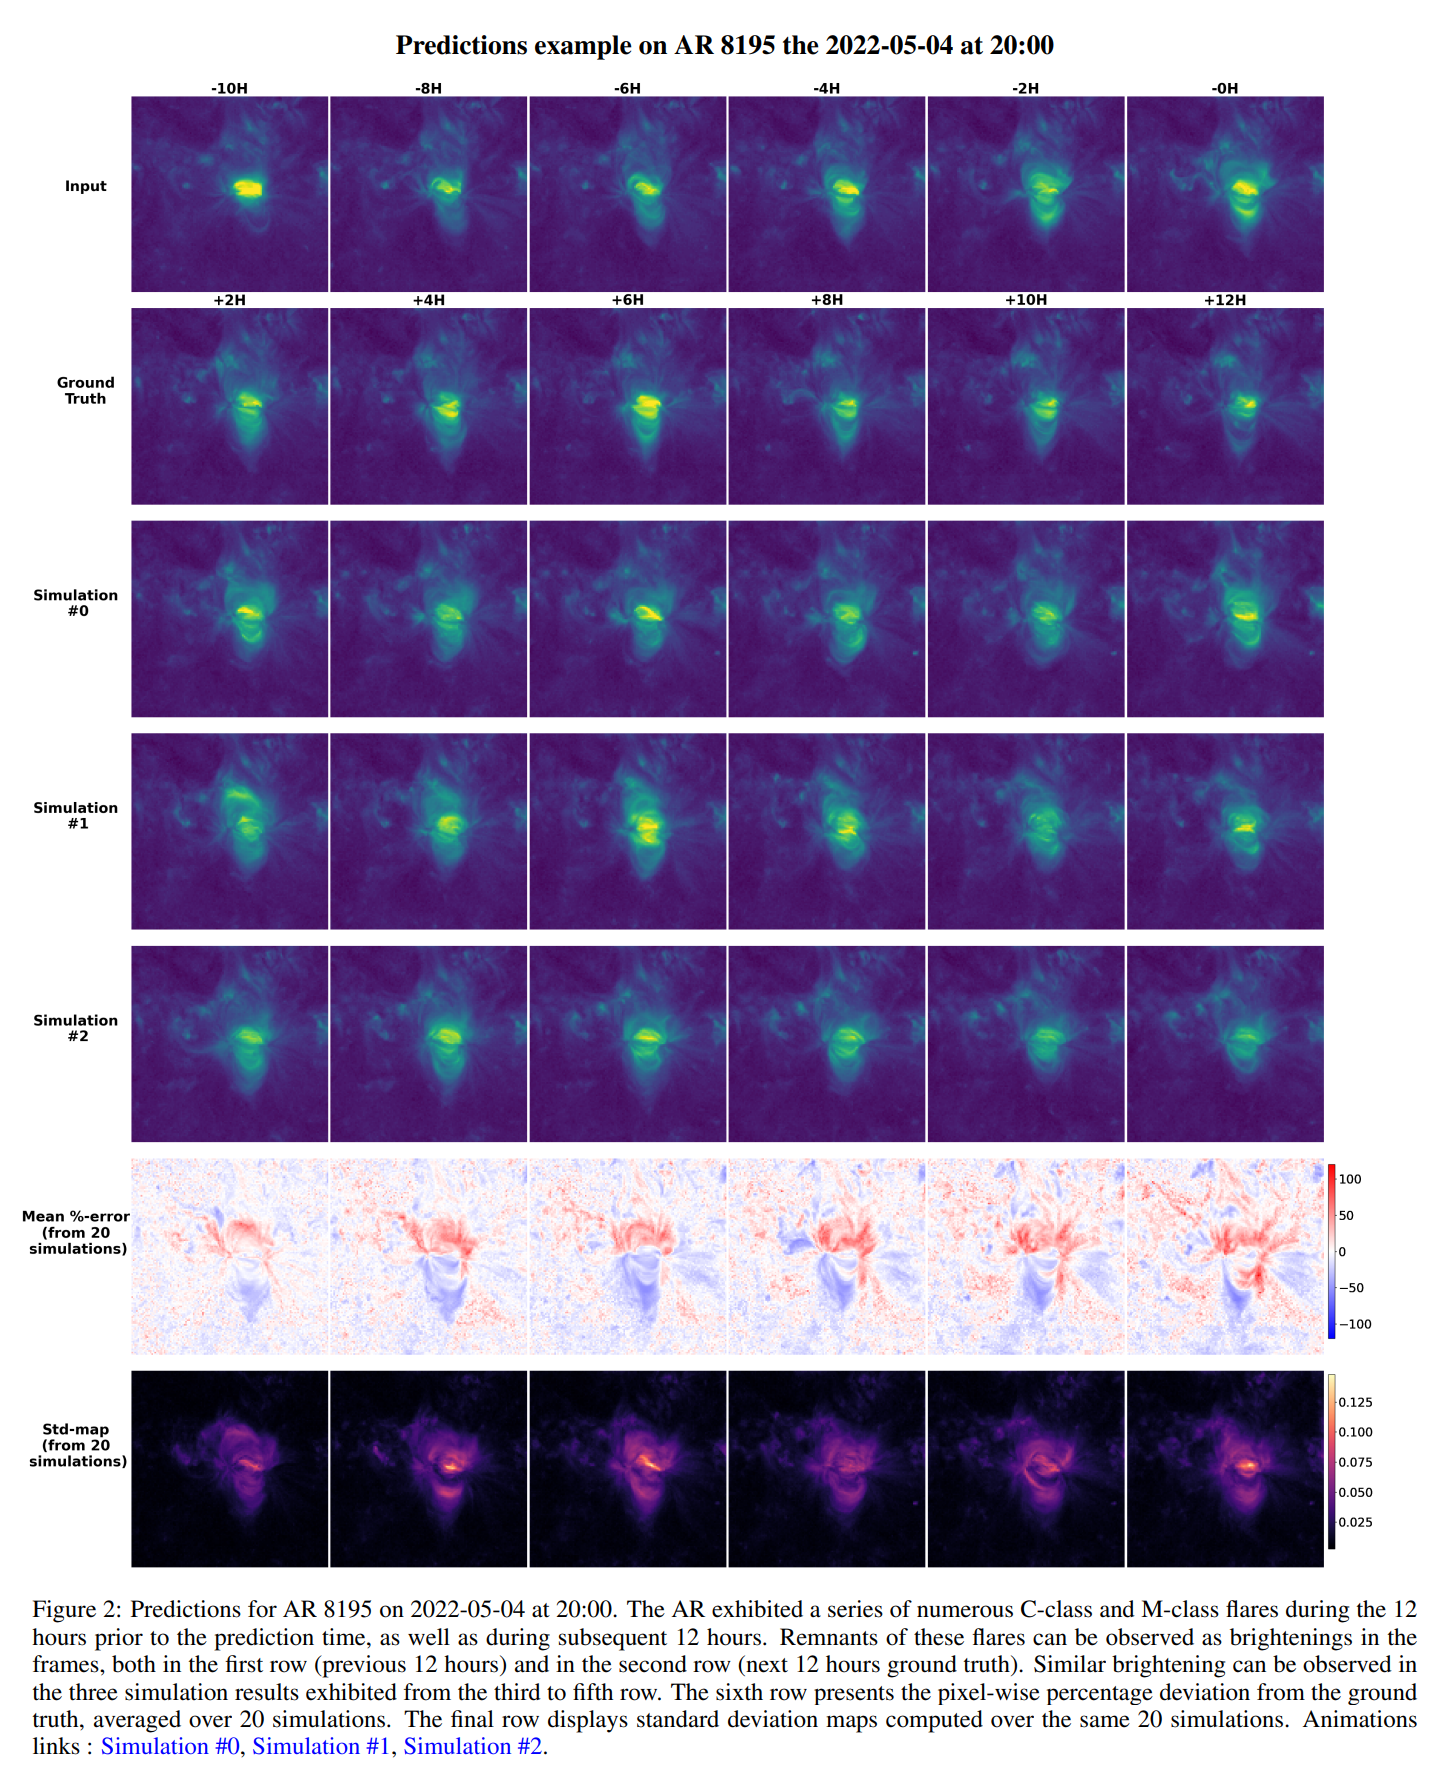 Predictions example on AR 8195 the 2022-05-04 at 20:00
-10H -8H -6H -4H -2H -0H
Input
+2H +4H +6H +8H +10H +12H
Ground
Truth
Simulation
#0
Simulation
#1
Simulation
#2
Mean %-error
(from 20
simulations)
100
50
0
−50
−100
Std-map
(from 20
simulations)
0.125
0.100
0.075
0.050
0.025
Figure 2: Predictions for AR 8195 on 2022-05-04 at 20:00. The AR exhibited a series of numerous C-class and M-class flares during the 12
hours prior to the prediction time, as well as during subsequent 12 hours. Remnants of these flares can be observed as brightenings in the
frames, both in the first row (previous 12 hours) and in the second row (next 12 hours ground truth). Similar brightening can be observed in
the three simulation results exhibited from the third to fifth row. The sixth row presents the pixel-wise percentage deviation from the ground
truth, averaged over 20 simulations. The final row displays standard deviation maps computed over the same 20 simulations. Animations
links : Simulation #0, Simulation #1, Simulation #2.